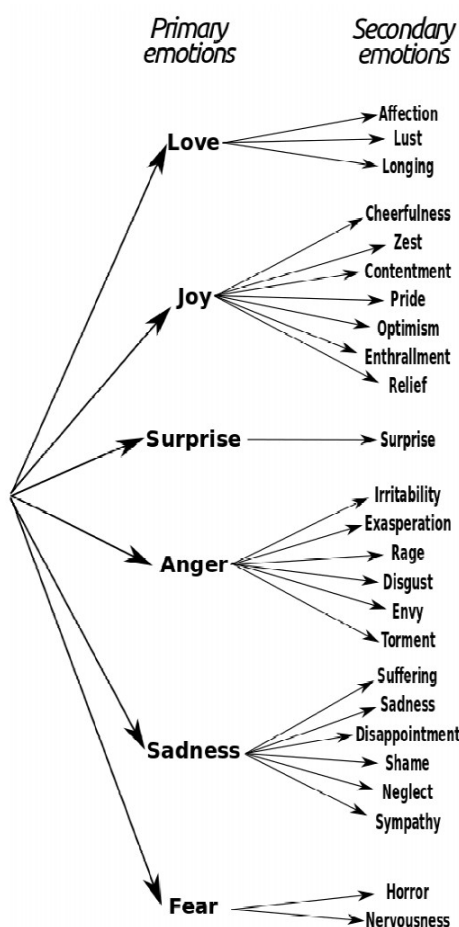 Primary
emotions
Secondary
emotions
Love
Affection
Lust
Longing
Joy
Cheerfulness
Zest
Contentment
Pride
Optimism
Enthrallment
Relief
Surprise
Surprise
Anger
Irritability
Exasperation
Rage
Disgust
Envy
Torment
Sadness
Suffering
Sadness
Disappointment
Shame
Neglect
Sympathy
Fear
Horror
Nervousness